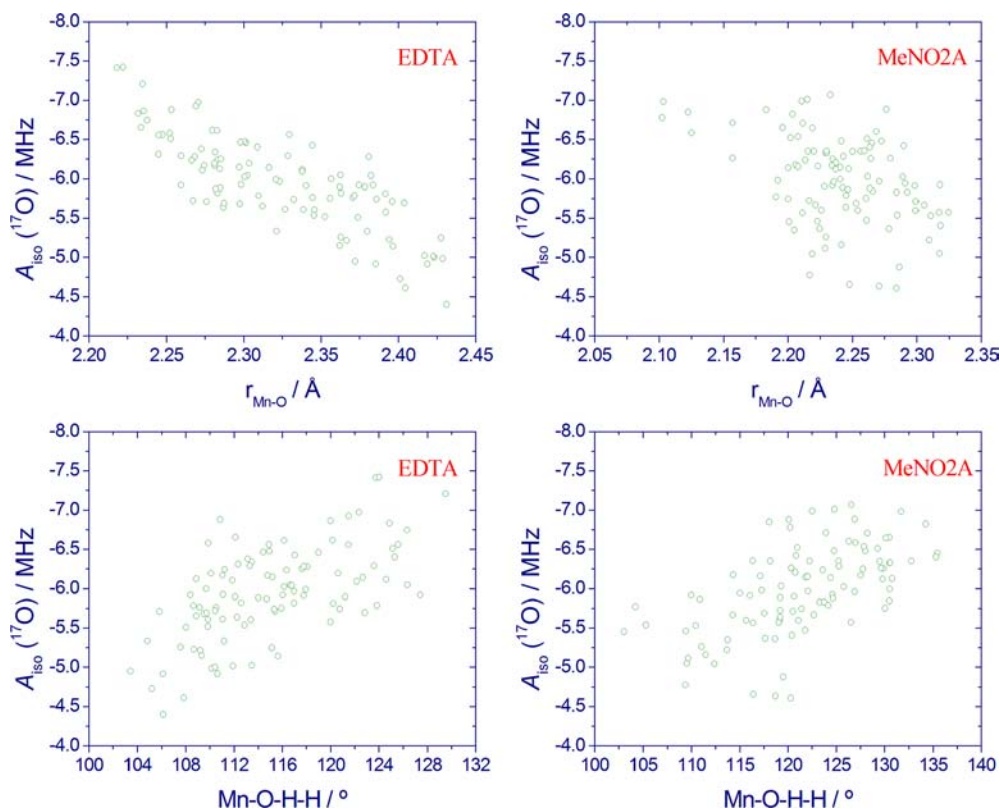 -8.0
-7.5
-7.0
-6.5
-6.0
-5.5
-5.0
-4.5
-4.0
A_iso (¹⁷O) / MHz
EDTA
2.20 2.25 2.30 2.35 2.40 2.45
r_Mn-O / Å
-8.0
-7.5
-7.0
-6.5
-6.0
-5.5
-5.0
-4.5
-4.0
A_iso (¹⁷O) / MHz
MeNO2A
2.05 2.10 2.15 2.20 2.25 2.30 2.35
r_Mn-O / Å
-8.0
-7.5
-7.0
-6.5
-6.0
-5.5
-5.0
-4.5
-4.0
A_iso (¹⁷O) / MHz
EDTA
100 104 108 112 116 120 124 128 132
Mn-O-H-H / º
-8.0
-7.5
-7.0
-6.5
-6.0
-5.5
-5.0
-4.5
-4.0
A_iso (¹⁷O) / MHz
MeNO2A
100 105 110 115 120 125 130 135 140
Mn-O-H-H / º